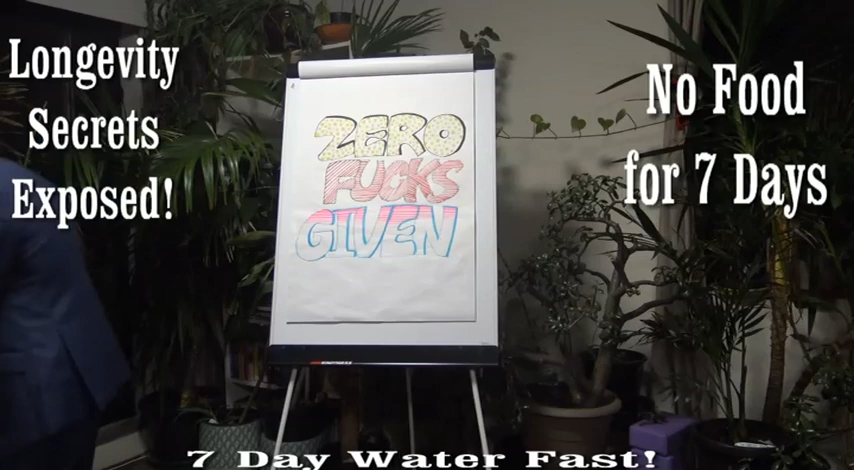 Longevity
Secrets
Exposed!
ZERO
FUCKS
GIVEN
No Food
for 7 Days
7 Day Water Fast!